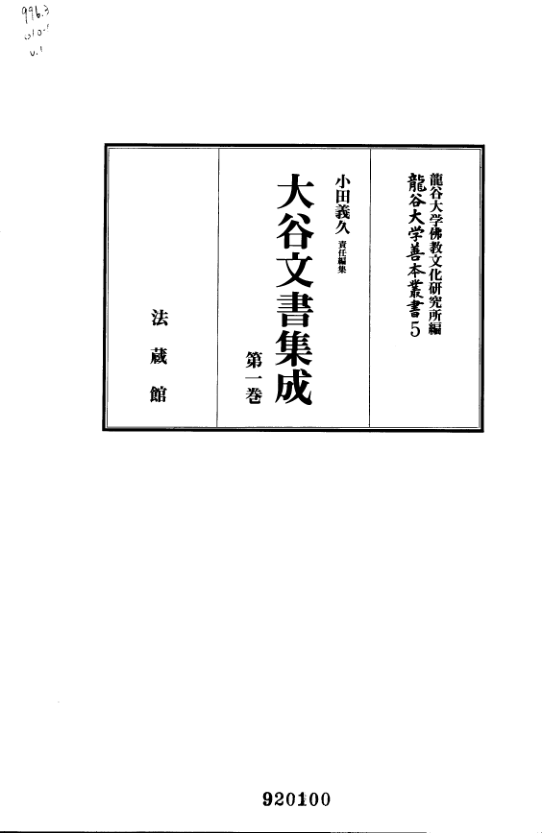 996.3
010-1
v.1
龍谷大学佛教文化研究所編
龍谷大学善本叢書5
小田義久 責任編集
大谷文書集成
第一巻
法蔵館
920100